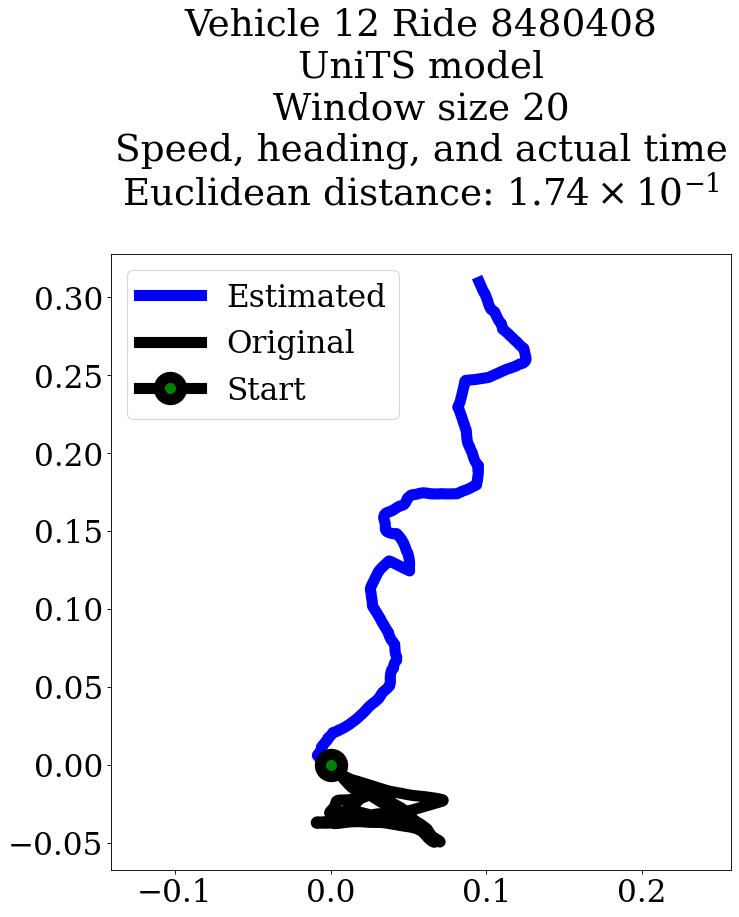 Vehicle 12 Ride 8480408
UniTS model
Window size 20
Speed, heading, and actual time
Euclidean distance: 1.74 × 10⁻¹
Estimated
Original
Start
0.30
0.25
0.20
0.15
0.10
0.05
0.00
−0.05
−0.1
0.0
0.1
0.2